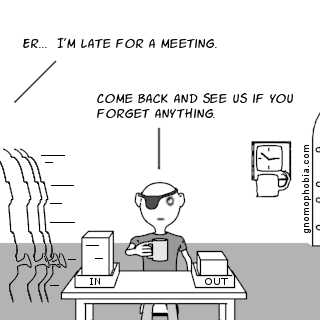 ER... I'M LATE FOR A MEETING.
COME BACK AND SEE US IF YOU
FORGET ANYTHING.
gnomophobia.com
IN
OUT